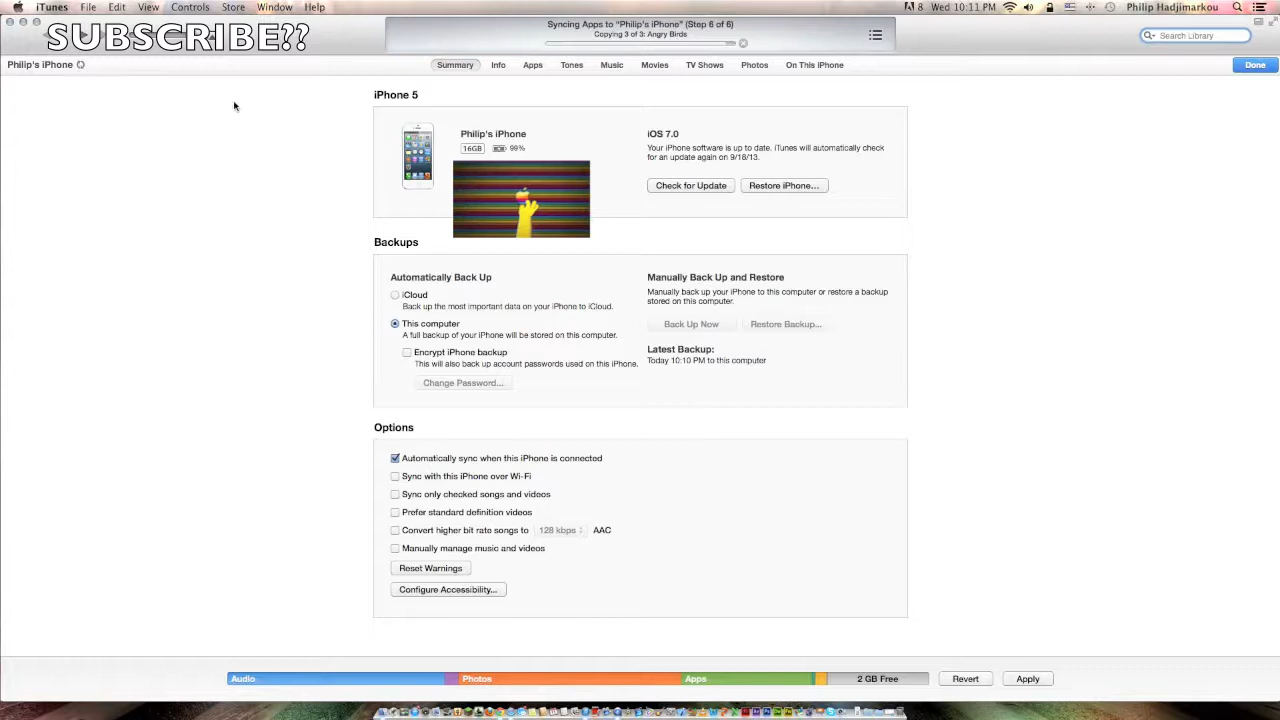 iTunes File Edit View Controls Store Window Help
4 Wed 10:11 PM Philip Hadjimarkou
SUBSCRIBE??
Syncing Apps to “Philip's iPhone” (Step 6 of 6)
Copying 3 of 3: Angry Birds
Search Library
Philip's iPhone
Summary Info Apps Tones Music Movies TV Shows Photos On This iPhone
Done
iPhone 5
Philip's iPhone
16GB 99%
iOS 7.0
Your iPhone software is up to date. iTunes will automatically check
for an update again on 9/18/13.
Check for Update Restore iPhone...
Backups
Automatically Back Up
iCloud
Back up the most important data on your iPhone to iCloud.
This computer
A full backup of your iPhone will be stored on this computer.
Encrypt iPhone backup
This will also back up account passwords used on this iPhone.
Change Password...
Manually Back Up and Restore
Manually back up your iPhone to this computer or restore a backup
stored on this computer.
Back Up Now Restore Backup...
Latest Backup:
Today 10:10 PM to this computer
Options
Automatically sync when this iPhone is connected
Sync with this iPhone over Wi-Fi
Sync only checked songs and videos
Prefer standard definition videos
Convert higher bit rate songs to 128 kbps AAC
Manually manage music and videos
Reset Warnings
Configure Accessibility...
Audio Photos Apps 2 GB Free Revert Apply